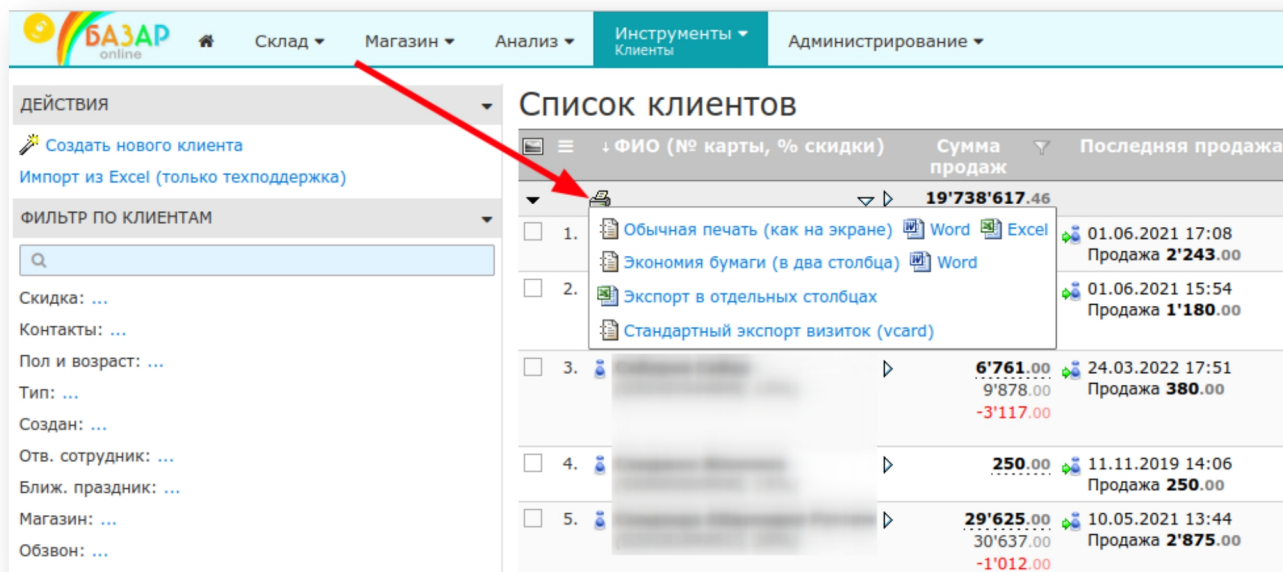 БАЗАР
online
Склад
Магазин
Анализ
Инструменты
Клиенты
Администрирование
ДЕЙСТВИЯ
Создать нового клиента
Импорт из Excel (только техподдержка)
ФИЛЬТР ПО КЛИЕНТАМ
Скидка: ...
Контакты: ...
Пол и возраст: ...
Тип: ...
Создан: ...
Отв. сотрудник: ...
Ближ. праздник: ...
Магазин: ...
Обзвон: ...
Список клиентов
↓ФИО (№ карты, % скидки) Сумма продаж Последняя продажа
19'738'617.46
Обычная печать (как на экране) Word Excel
Экономия бумаги (в два столбца) Word
Экспорт в отдельных столбцах
Стандартный экспорт визиток (vcard)
1. 01.06.2021 17:08
Продажа 2'243.00
2. 01.06.2021 15:54
Продажа 1'180.00
3. 6'761.00 24.03.2022 17:51
9'878.00 Продажа 380.00
-3'117.00
4. 250.00 11.11.2019 14:06
Продажа 250.00
5. 29'625.00 10.05.2021 13:44
30'637.00 Продажа 2'875.00
-1'012.00